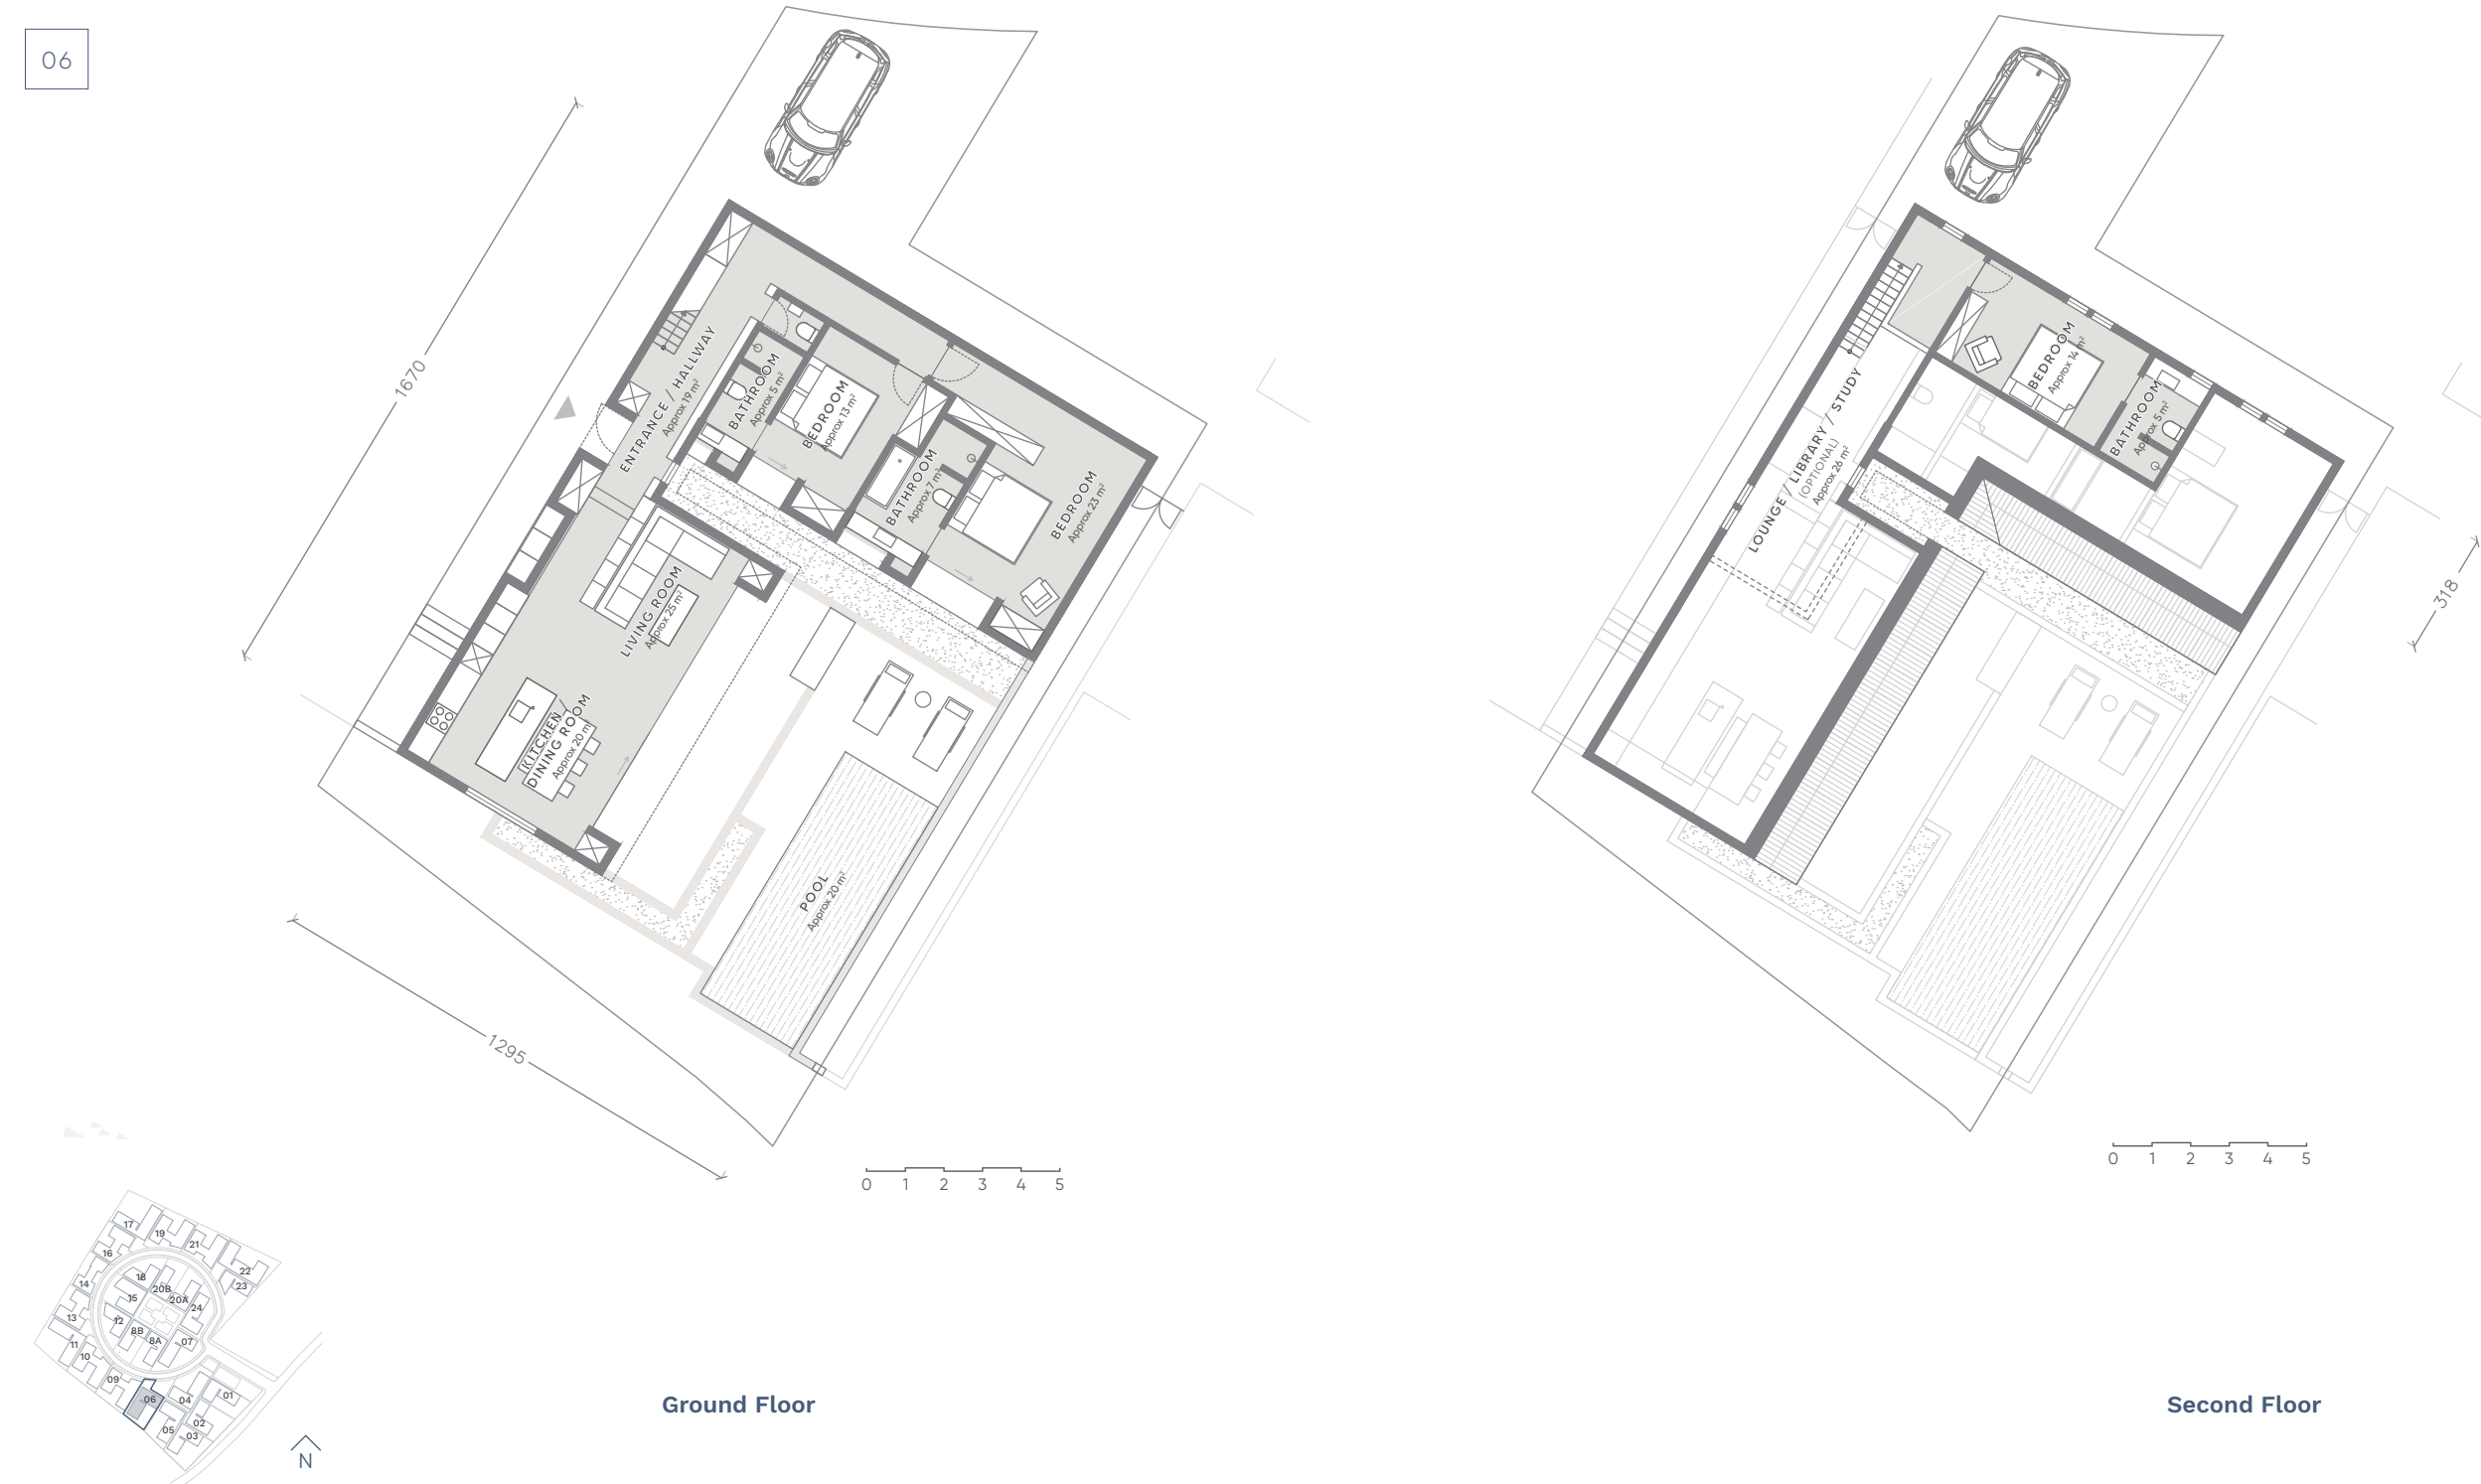 06
1670
ENTRANCE / HALLWAY
Approx 19 m²
BATHROOM
Approx 5 m²
BEDROOM
Approx 13 m²
BATHROOM
Approx 7 m²
BEDROOM
Approx 23 m²
LIVING ROOM
Approx 25 m²
KITCHEN
DINING ROOM
Approx 20 m²
POOL
Approx 20 m²
1295
0 1 2 3 4 5
Ground Floor
BEDROOM
Approx 14 m²
BATHROOM
Approx 5 m²
LOUNGE / LIBRARY / STUDY
(OPTIONAL)
Approx 26 m²
318
0 1 2 3 4 5
Second Floor
17
19
21
16
22
23
14
18
20B
20A
15
24
13
12
8B
8A
07
11
10
09
06
04
01
02
05
03
N